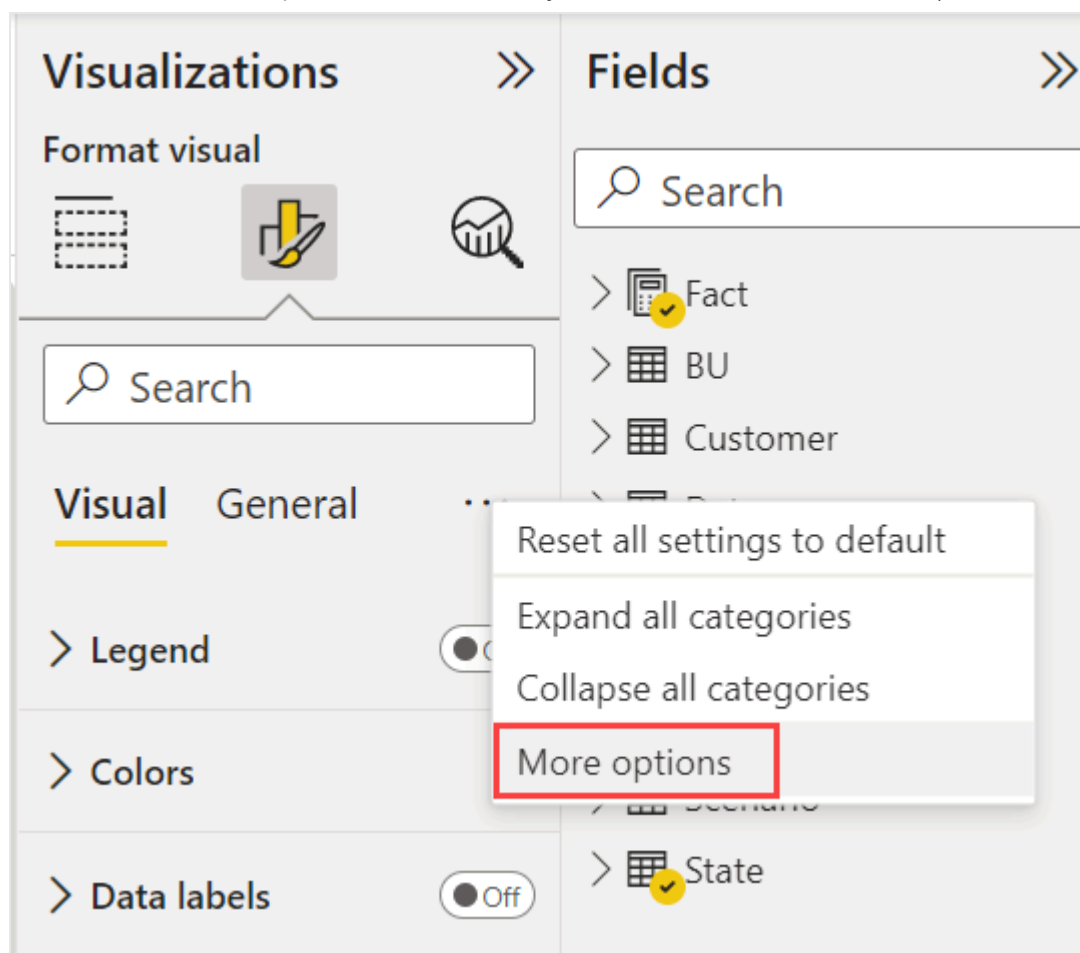 Visualizations
Format visual
Search
Visual General ...
Legend
Colors
Data labels Off
Fields
Search
Fact
BU
Customer
Reset all settings to default
Expand all categories
Collapse all categories
More options
State